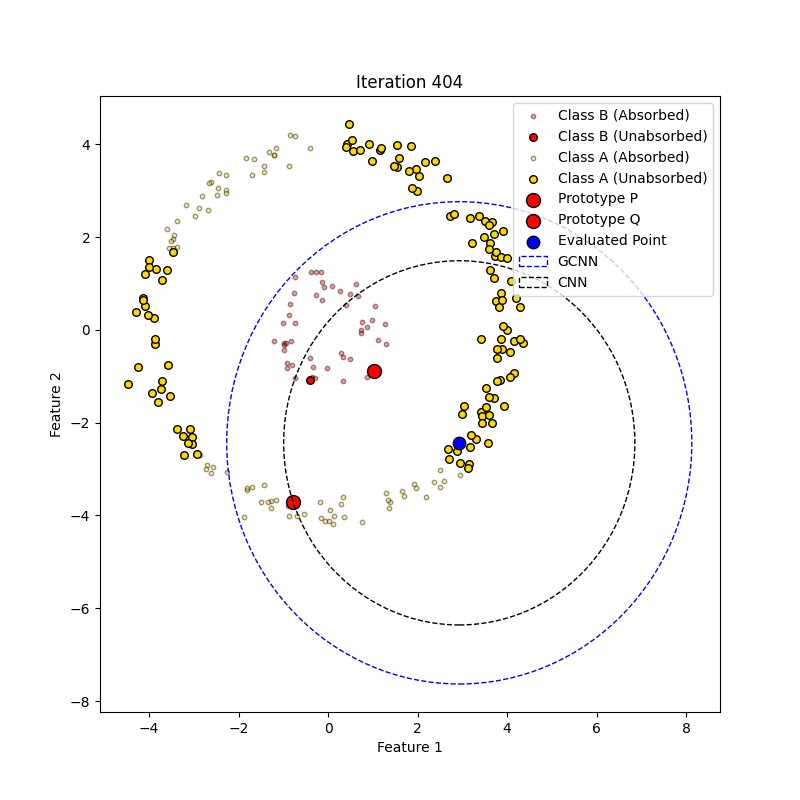 Iteration 404
Class B (Absorbed)
Class B (Unabsorbed)
Class A (Absorbed)
Class A (Unabsorbed)
Prototype P
Prototype Q
Evaluated Point
GCNN
CNN
Feature 2
4
2
0
−2
−4
−6
−8
−4 −2 0 2 4 6 8
Feature 1